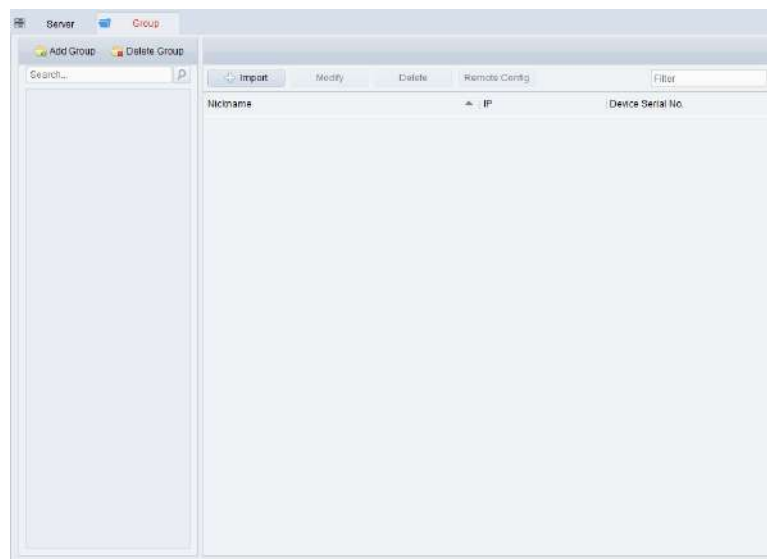 Server Group
Add Group Delete Group
Search...
Import Modify Delete Remote Config Filter
Nickname IP Device Serial No.